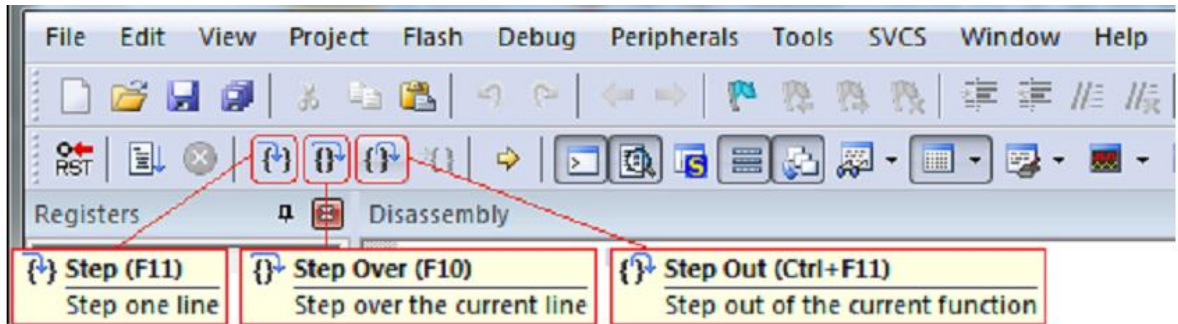 File Edit View Project Flash Debug Peripherals Tools SVCS Window Help
RST
Registers Disassembly
{} Step (F11) {} Step Over (F10) {} Step Out (Ctrl+F11)
Step one line Step over the current line Step out of the current function